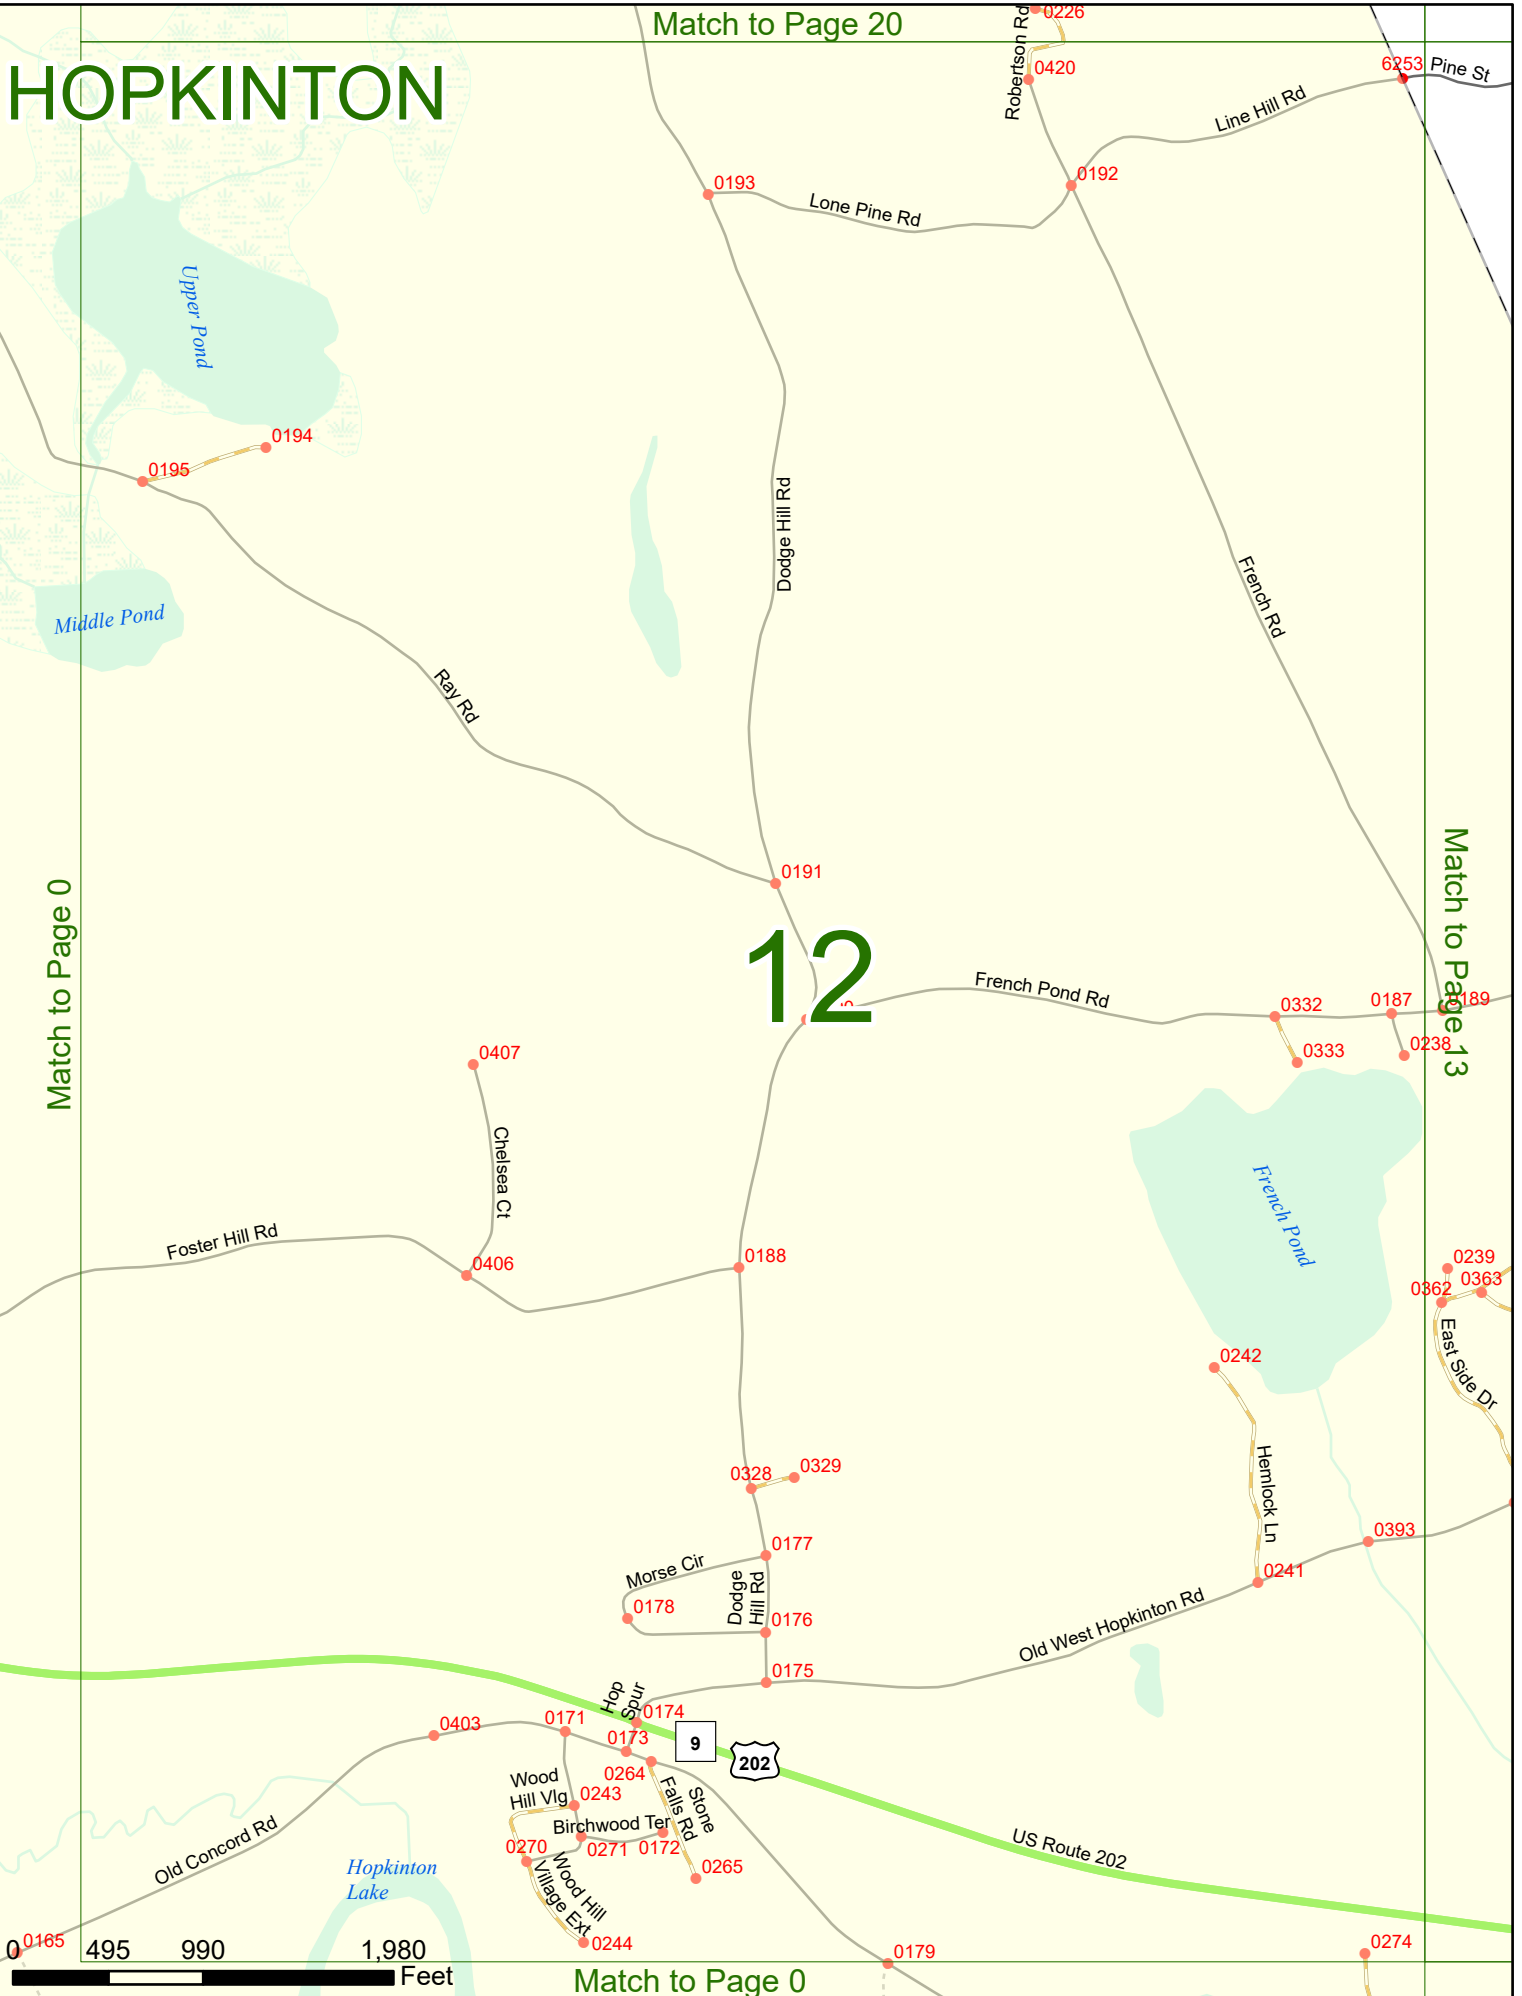 Match to Page 20
0226
Robertson Rd
0420
6253
Pine St
HOPKINTON
Line Hill Rd
0193
0192
Lone Pine Rd
Upper Pond
0194
0195
Dodge Hill Rd
French Rd
Middle Pond
Ray Rd
0191
Match to Page 0
Match to Page 13
12
French Pond Rd
0332
0187
0189
0333
0238
0407
Chelsea Ct
French Pond
Foster Hill Rd
0406
0188
0239
0362
0363
East Side Dr
0242
0328
0329
Hemlock Ln
0393
0177
Morse Cir
0241
Dodge
Hill Rd
0178
0176
Old West Hopkinton Rd
0175
Hop
Spur
0174
0403
0171
0173
9
202
0264
Wood
Hill Vlg
0243
Stone
Falls Rd
Birchwood Ter
Old Concord Rd
0270
0271
0172
US Route 202
Hopkinton
Lake
0265
Wood Hill
Village Ext
0165
0244
0179
0274
0
495
990
1,980
Feet
Match to Page 0